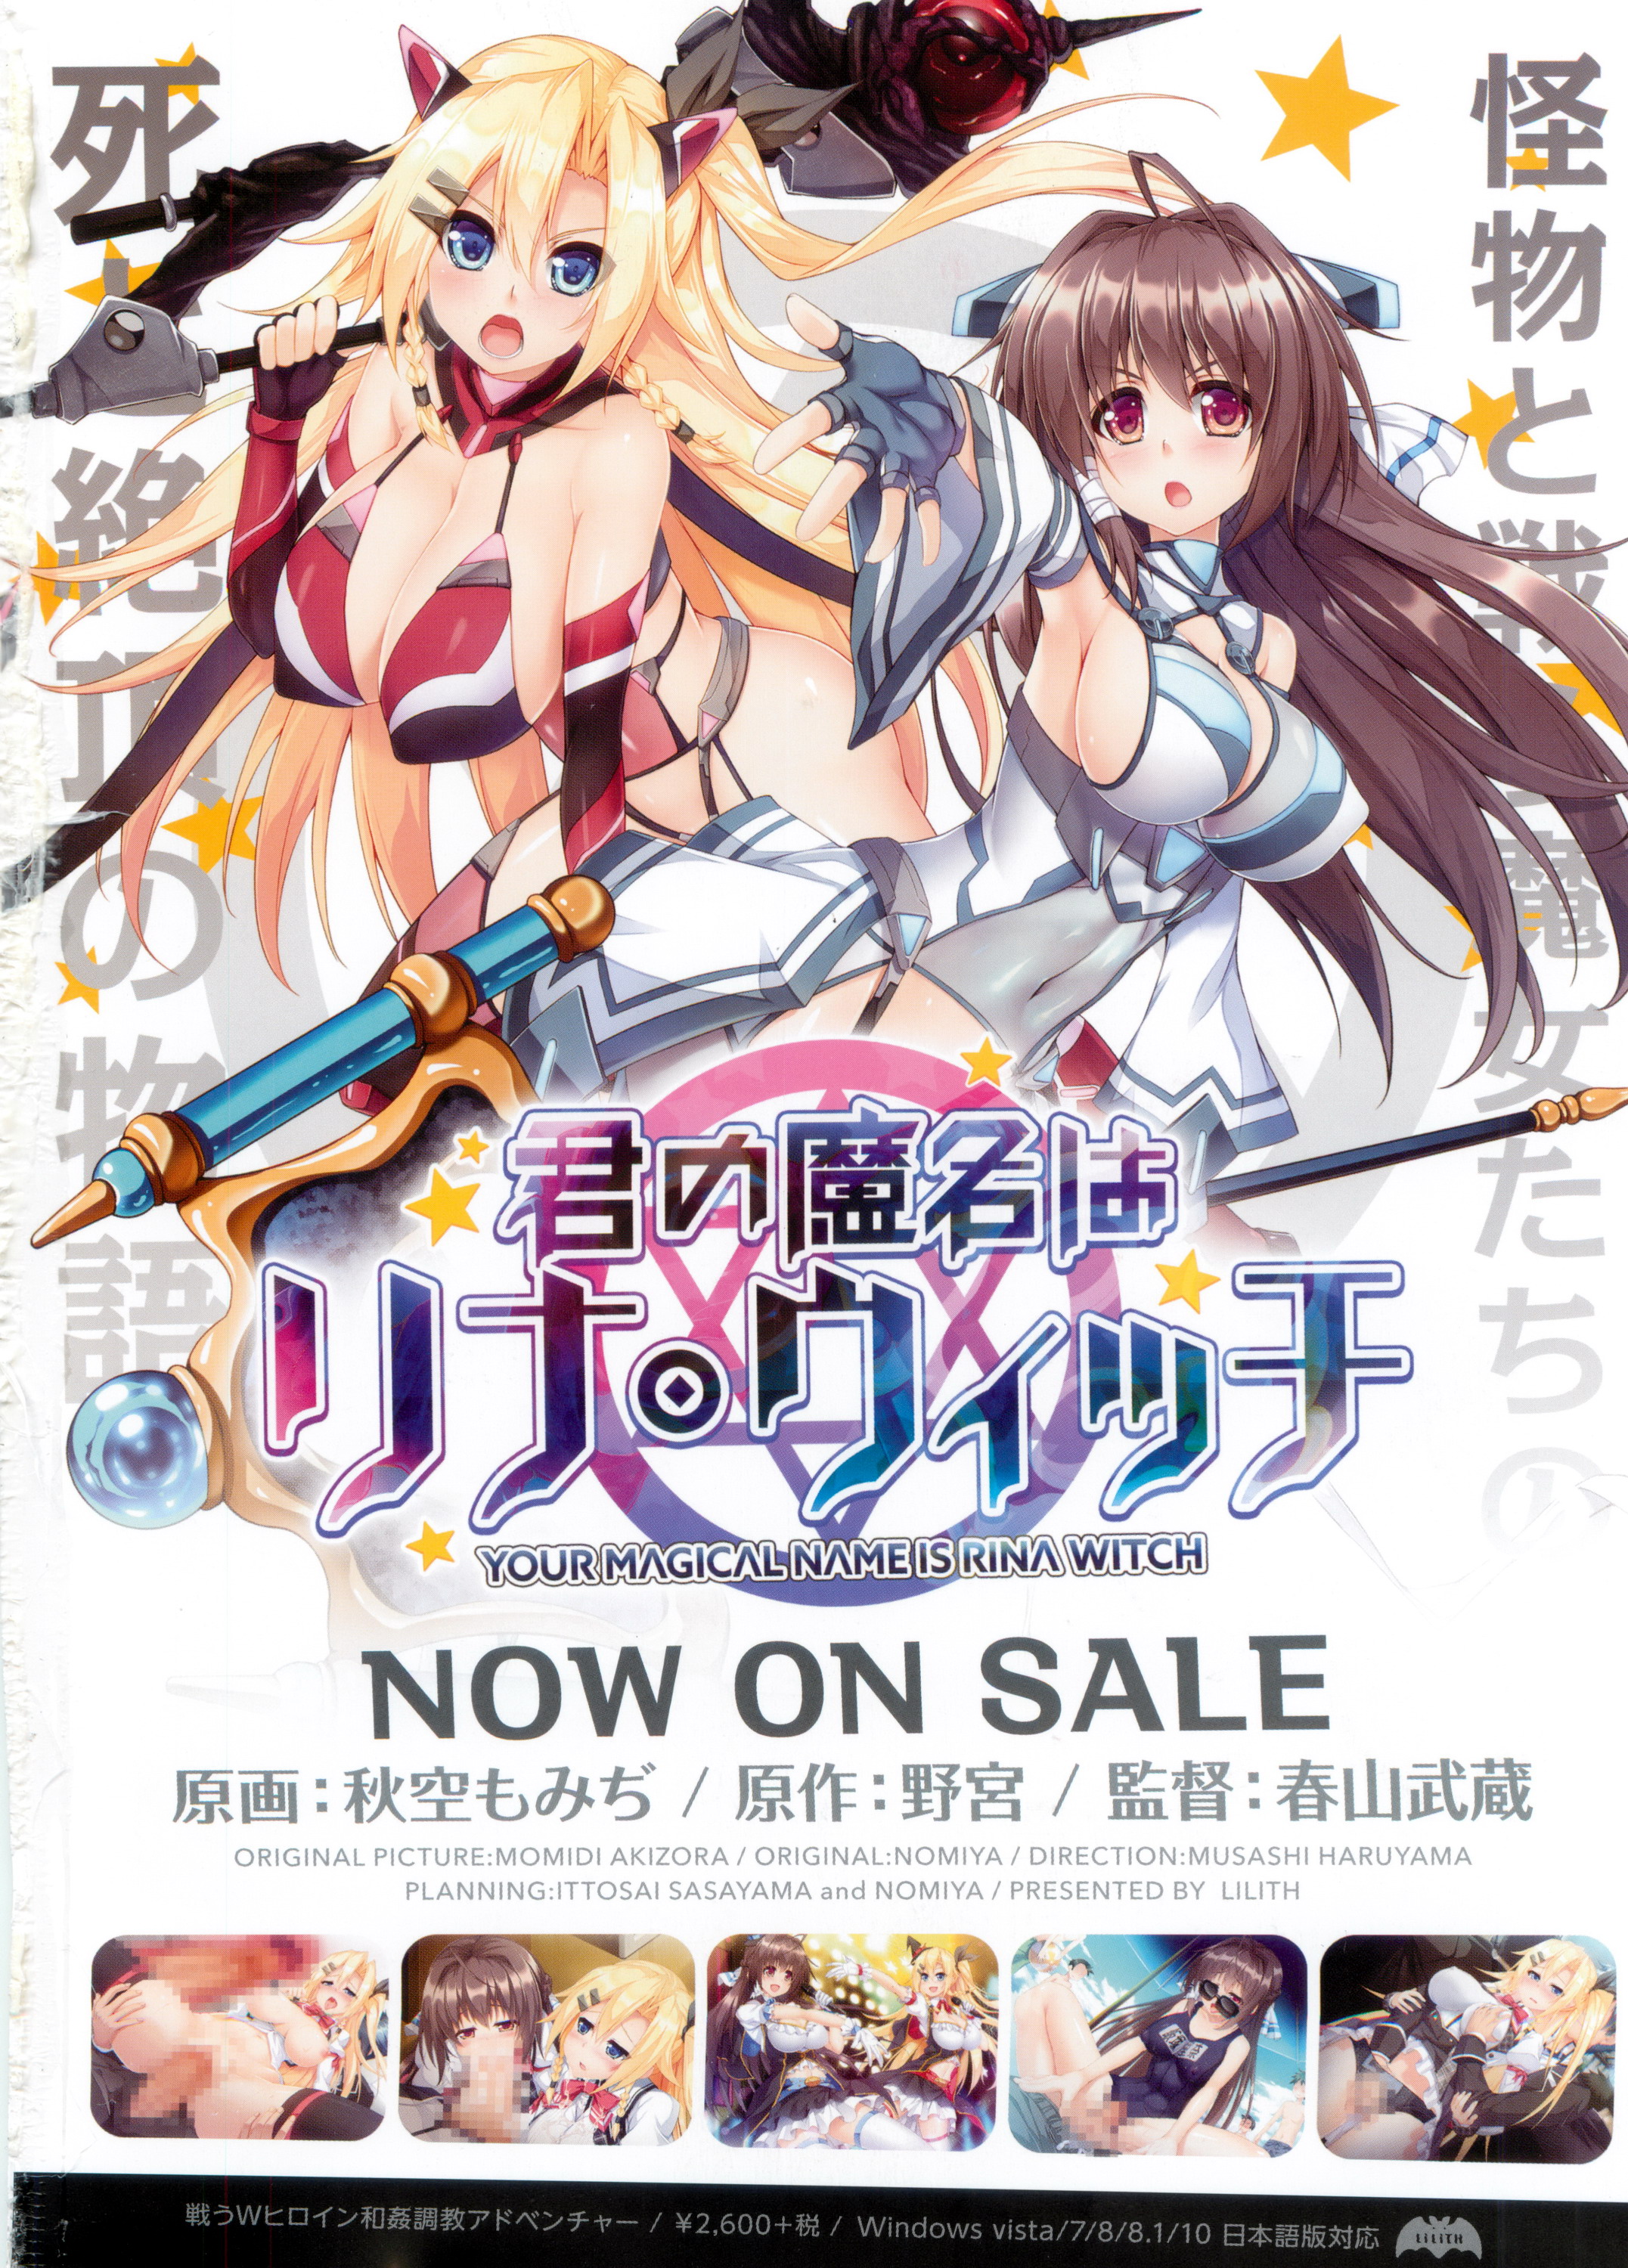 怪物と戦う魔女たちの
死と絶頂の物語
君の魔名は
リナ・ウィッチ
YOUR MAGICAL NAME IS RINA WITCH
NOW ON SALE
原画：秋空もみぢ / 原作：野宮 / 監督：春山武蔵
ORIGINAL PICTURE:MOMIDI AKIZORA / ORIGINAL:NOMIYA / DIRECTION:MUSASHI HARUYAMA
PLANNING:ITTOSAI SASAYAMA and NOMIYA / PRESENTED BY LILITH
戦うWヒロイン和姦調教アドベンチャー / ¥2,600+税 / Windows vista/7/8/8.1/10 日本語版対応
LiLiTH